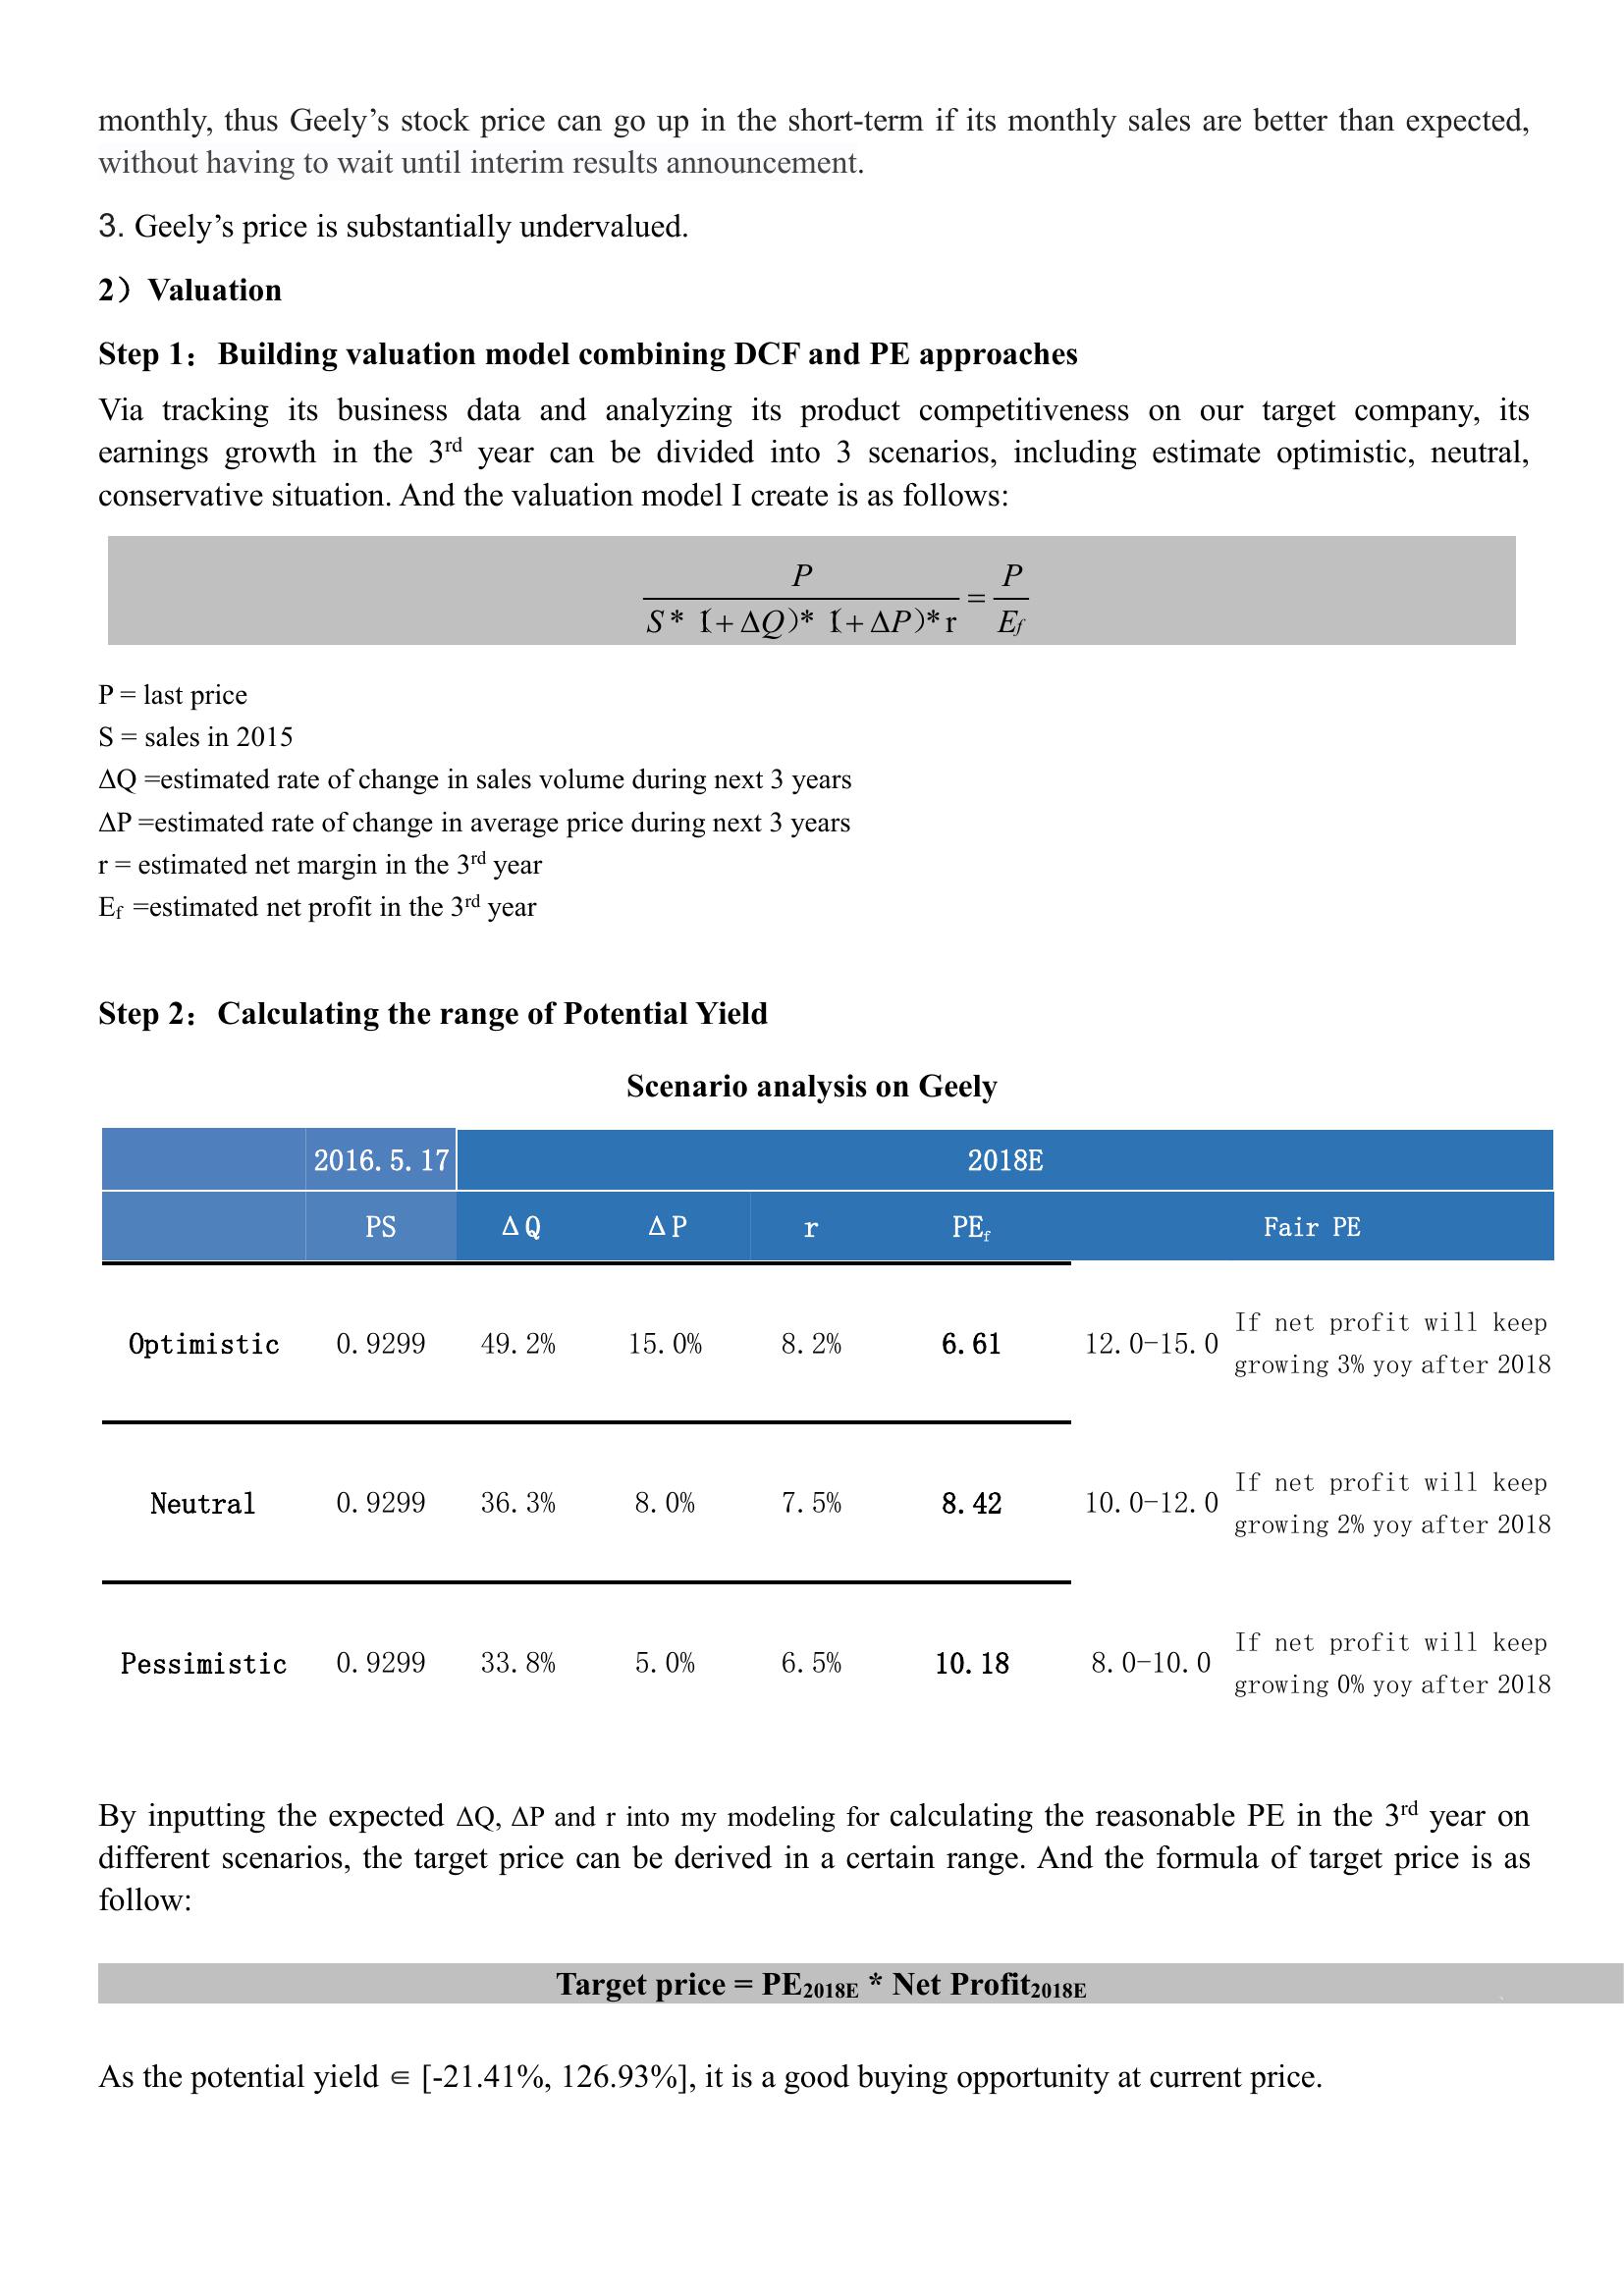 monthly, thus Geely’s stock price can go up in the short-term if its monthly sales are better than expected,
without having to wait until interim results announcement.
3. Geely’s price is substantially undervalued.
2）Valuation
Step 1：Building valuation model combining DCF and PE approaches
Via tracking its business data and analyzing its product competitiveness on our target company, its
earnings growth in the 3rd year can be divided into 3 scenarios, including estimate optimistic, neutral,
conservative situation. And the valuation model I create is as follows:
P / S*（1+ΔQ)*（1+ΔP)*r = P / Ef
P = last price
S = sales in 2015
ΔQ =estimated rate of change in sales volume during next 3 years
ΔP =estimated rate of change in average price during next 3 years
r = estimated net margin in the 3rd year
Ef =estimated net profit in the 3rd year
Step 2：Calculating the range of Potential Yield
Scenario analysis on Geely
2016.5.17 2018E
PS ΔQ ΔP r PEf Fair PE
Optimistic 0.9299 49.2% 15.0% 8.2% 6.61 12.0-15.0 If net profit will keep
growing 3% yoy after 2018
Neutral 0.9299 36.3% 8.0% 7.5% 8.42 10.0-12.0 If net profit will keep
growing 2% yoy after 2018
Pessimistic 0.9299 33.8% 5.0% 6.5% 10.18 8.0-10.0 If net profit will keep
growing 0% yoy after 2018
By inputting the expected ΔQ, ΔP and r into my modeling for calculating the reasonable PE in the 3rd year on
different scenarios, the target price can be derived in a certain range. And the formula of target price is as
follow:
Target price = PE2018E * Net Profit2018E
As the potential yield ∈ [-21.41%, 126.93%], it is a good buying opportunity at current price.